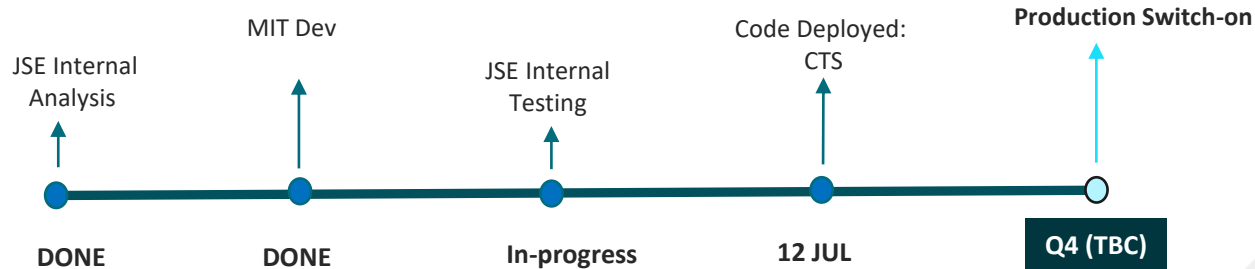 JSE Internal
Analysis
MIT Dev
JSE Internal
Testing
Code Deployed:
CTS
Production Switch-on
DONE
DONE
In-progress
12 JUL
Q4 (TBC)